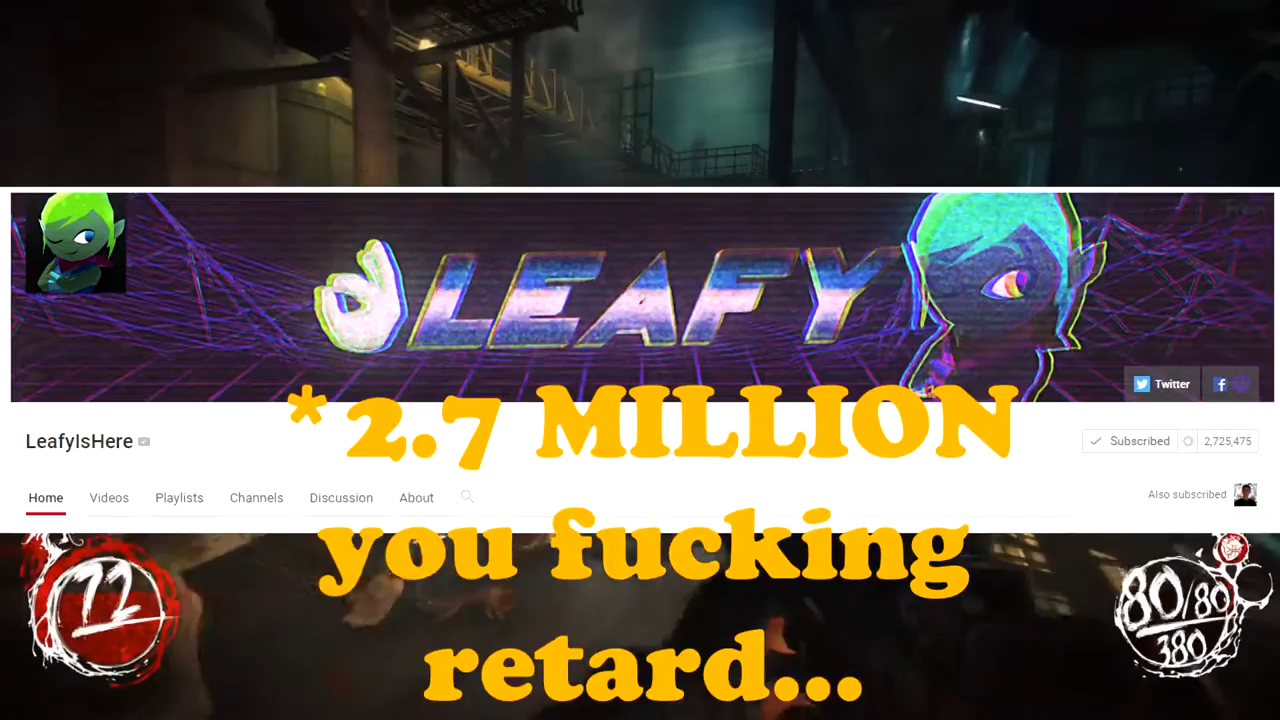 LEAFY
Twitter
* 2.7 MILLION
LeafyIsHere
Subscribed 2,725,475
Home Videos Playlists Channels Discussion About
Also subscribed
you fucking
72
80/80
380
retard...